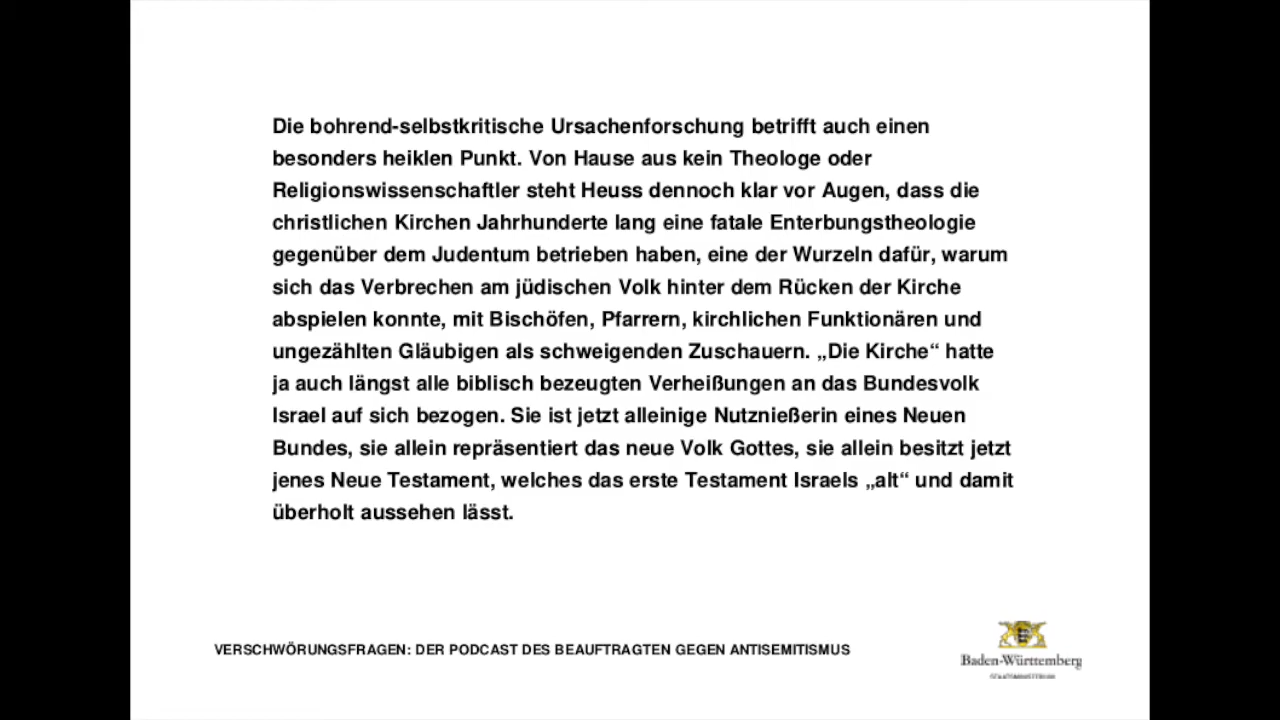 Die bohrend-selbstkritische Ursachenforschung betrifft auch einen
besonders heiklen Punkt. Von Hause aus kein Theologe oder
Religionswissenschaftler steht Heuss dennoch klar vor Augen, dass die
christlichen Kirchen Jahrhunderte lang eine fatale Enterbungstheologie
gegenüber dem Judentum betrieben haben, eine der Wurzeln dafür, warum
sich das Verbrechen am jüdischen Volk hinter dem Rücken der Kirche
abspielen konnte, mit Bischöfen, Pfarrern, kirchlichen Funktionären und
ungezählten Gläubigen als schweigenden Zuschauern. „Die Kirche“ hatte
ja auch längst alle biblisch bezeugten Verheißungen an das Bundesvolk
Israel auf sich bezogen. Sie ist jetzt alleinige Nutznießerin eines Neuen
Bundes, sie allein repräsentiert das neue Volk Gottes, sie allein besitzt jetzt
jenes Neue Testament, welches das erste Testament Israels „alt“ und damit
überholt aussehen lässt.
VERSCHWÖRUNGSFRAGEN: DER PODCAST DES BEAUFTRAGTEN GEGEN ANTISEMITISMUS
Baden-Württemberg
STAATSMINISTERIUM